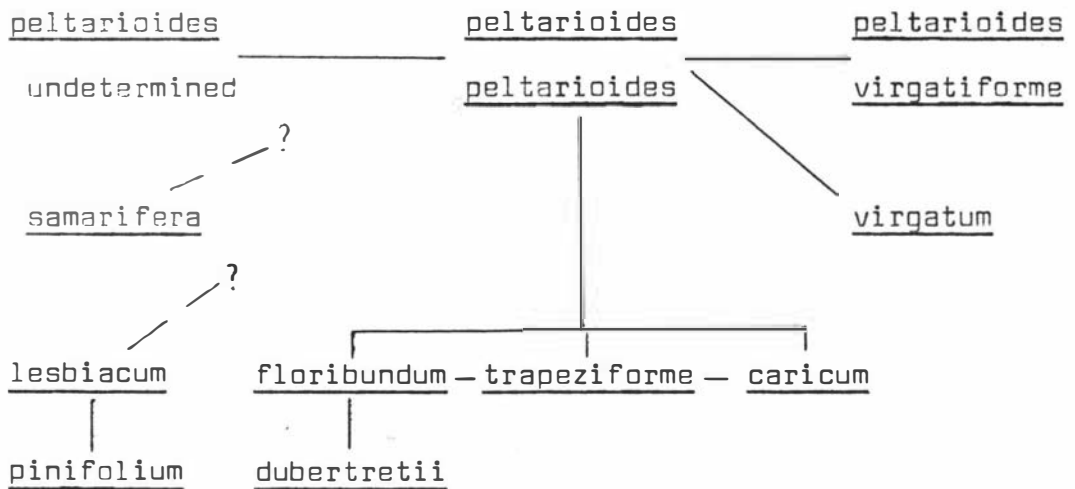 peltarioides peltarioides peltarioides
undetermined peltarioides virgatiforme
?
samarifera virgatum
?
lesbiacum floribundum — trapeziforme — caricum
pinifolium dubertretii